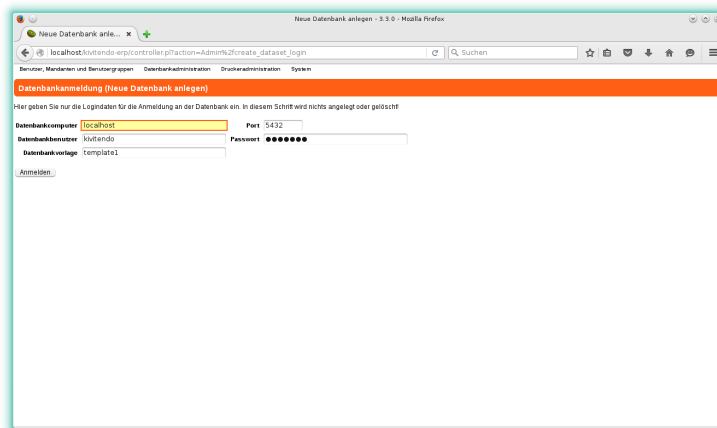 Neue Datenbank anlegen - 3.3.0 - Mozilla Firefox
Neue Datenbank anle...
localhost/kivitendo-erp/controller.pl?action=Admin%2fcreate_dataset_login
Suchen
Benutzer, Mandanten und Benutzergruppen Datenbankadministration Druckeradministration System
Datenbankanmeldung (Neue Datenbank anlegen)
Hier geben Sie nur die Logindaten für die Anmeldung an der Datenbank ein. In diesem Schritt wird nichts angelegt oder gelöscht!
Datenbankcomputer localhost Port 5432
Datenbankbenutzer kivitendo Passwort ●●●●●●●
Datenbankvorlage template1
Anmelden